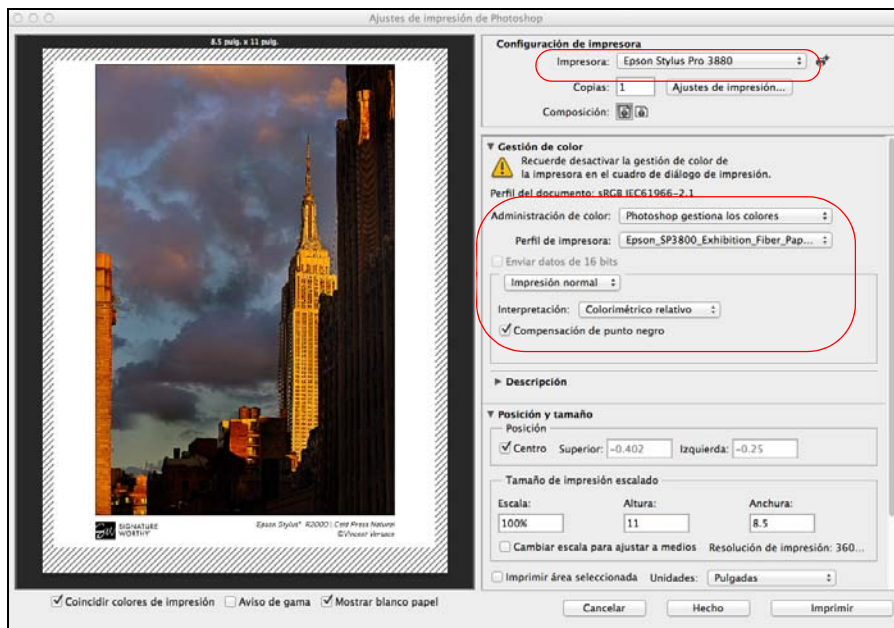 Ajustes de impresión de Photoshop
8.5 pulg. x 11 pulg.
SIGNATURE
WORTHY
Epson Stylus® R2000 | Cold Press Natural
©Vincent Versace
Coincidir colores de impresión Aviso de gama Mostrar blanco papel
Configuración de impresora
Impresora: Epson Stylus Pro 3880
Copias: 1 Ajustes de impresión...
Composición:
Gestión de color
Recuerde desactivar la gestión de color de
la impresora en el cuadro de diálogo de impresión.
Perfil del documento: sRGB IEC61966-2.1
Administración de color: Photoshop gestiona los colores
Perfil de impresora: Epson_SP3800_Exhibition_Fiber_Pap...
Enviar datos de 16 bits
Impresión normal
Interpretación: Colorimétrico relativo
Compensación de punto negro
Descripción
Posición y tamaño
Posición
Centro Superior: -0.402 Izquierda: -0.25
Tamaño de impresión escalado
Escala: Altura: Anchura:
100% 11 8.5
Cambiar escala para ajustar a medios Resolución de impresión: 360...
Imprimir área seleccionada Unidades: Pulgadas
Cancelar Hecho Imprimir